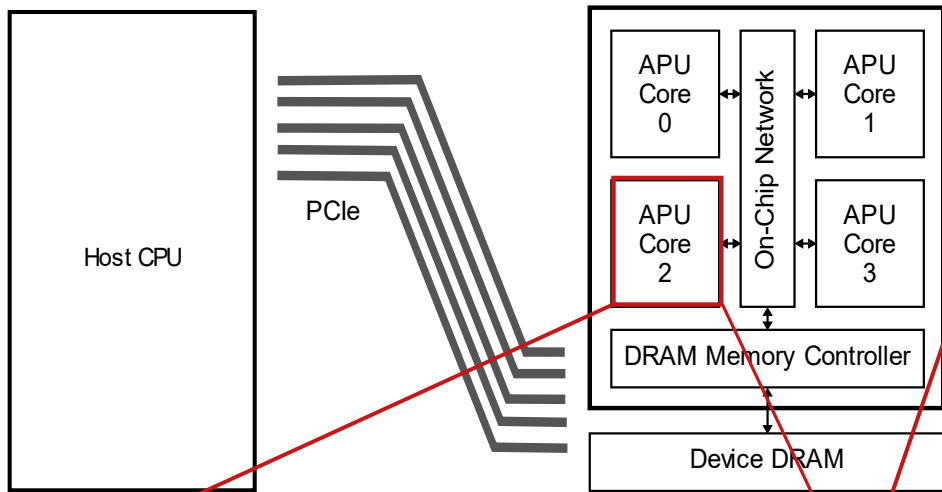 Host CPU
PCIe
APU
Core
0
On-Chip Network
APU
Core
1
APU
Core
2
APU
Core
3
DRAM Memory Controller
Device DRAM